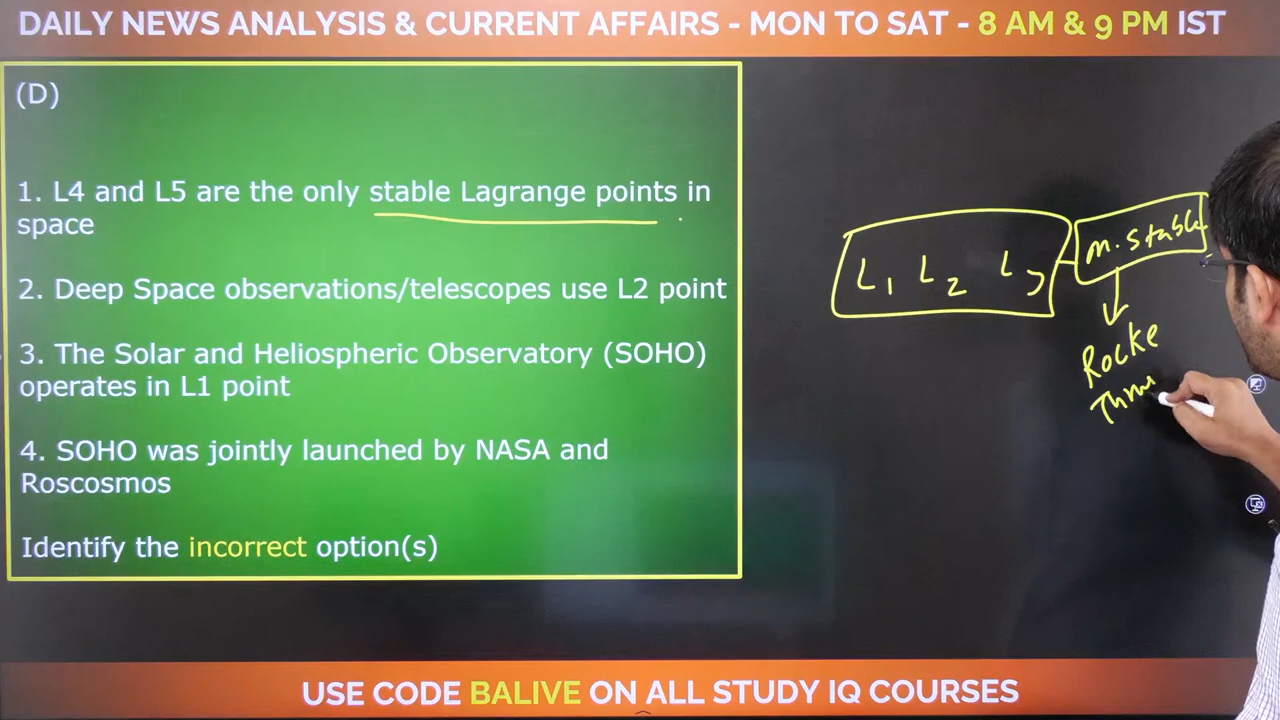 DAILY NEWS ANALYSIS & CURRENT AFFAIRS - MON TO SAT - 8 AM & 9 PM IST
(D)
1. L4 and L5 are the only stable Lagrange points in
space
2. Deep Space observations/telescopes use L2 point
3. The Solar and Heliospheric Observatory (SOHO)
operates in L1 point
4. SOHO was jointly launched by NASA and
Roscosmos
Identify the incorrect option(s)
L1 L2 L3
m. stable
Rocke
Thru
USE CODE BALIVE ON ALL STUDY IQ COURSES